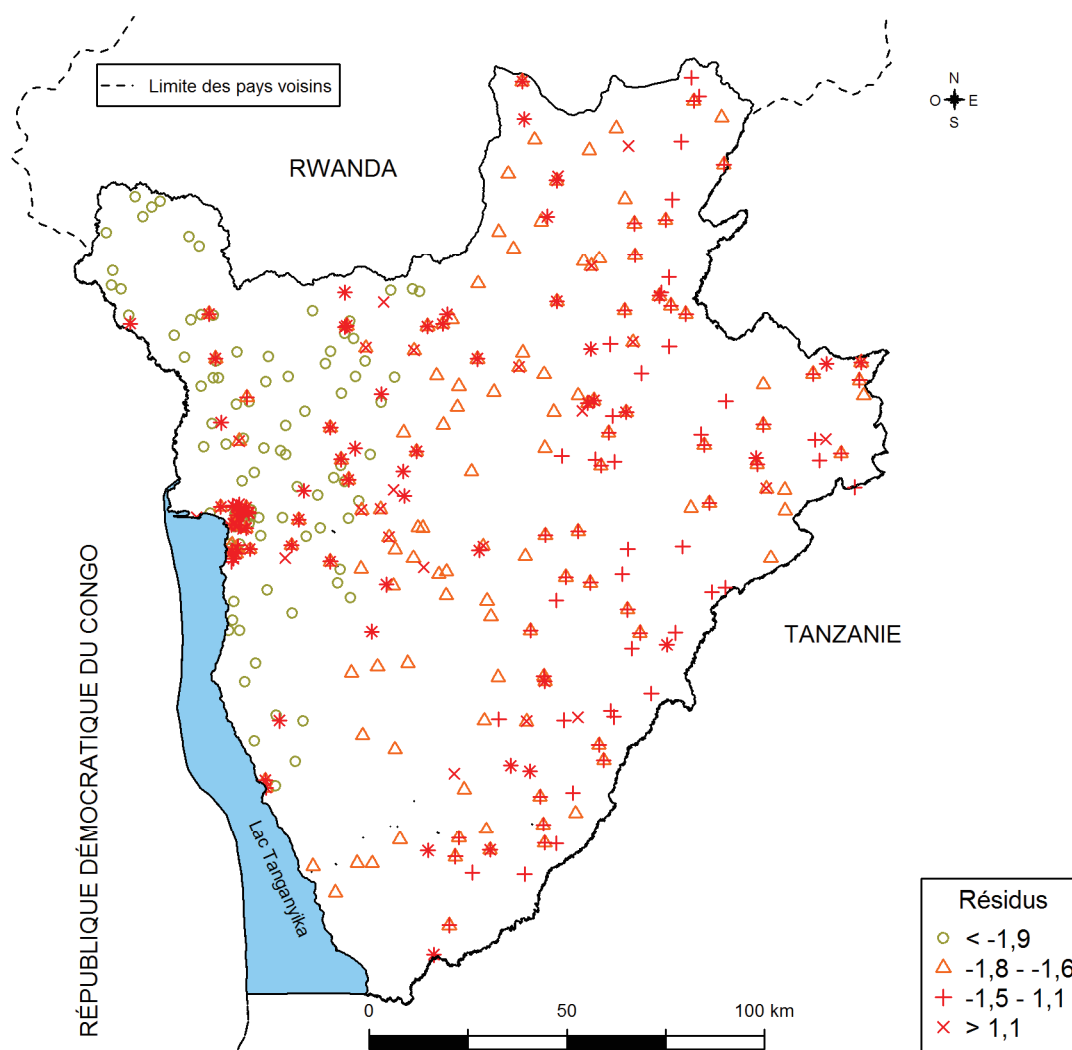 Limite des pays voisins
N
O E
S
RWANDA
RÉPUBLIQUE DÉMOCRATIQUE DU CONGO
TANZANIE
Lac Tanganyika
Résidus
< -1,9
-1,8 - -1,6
-1,5 - 1,1
> 1,1
0 50 100 km